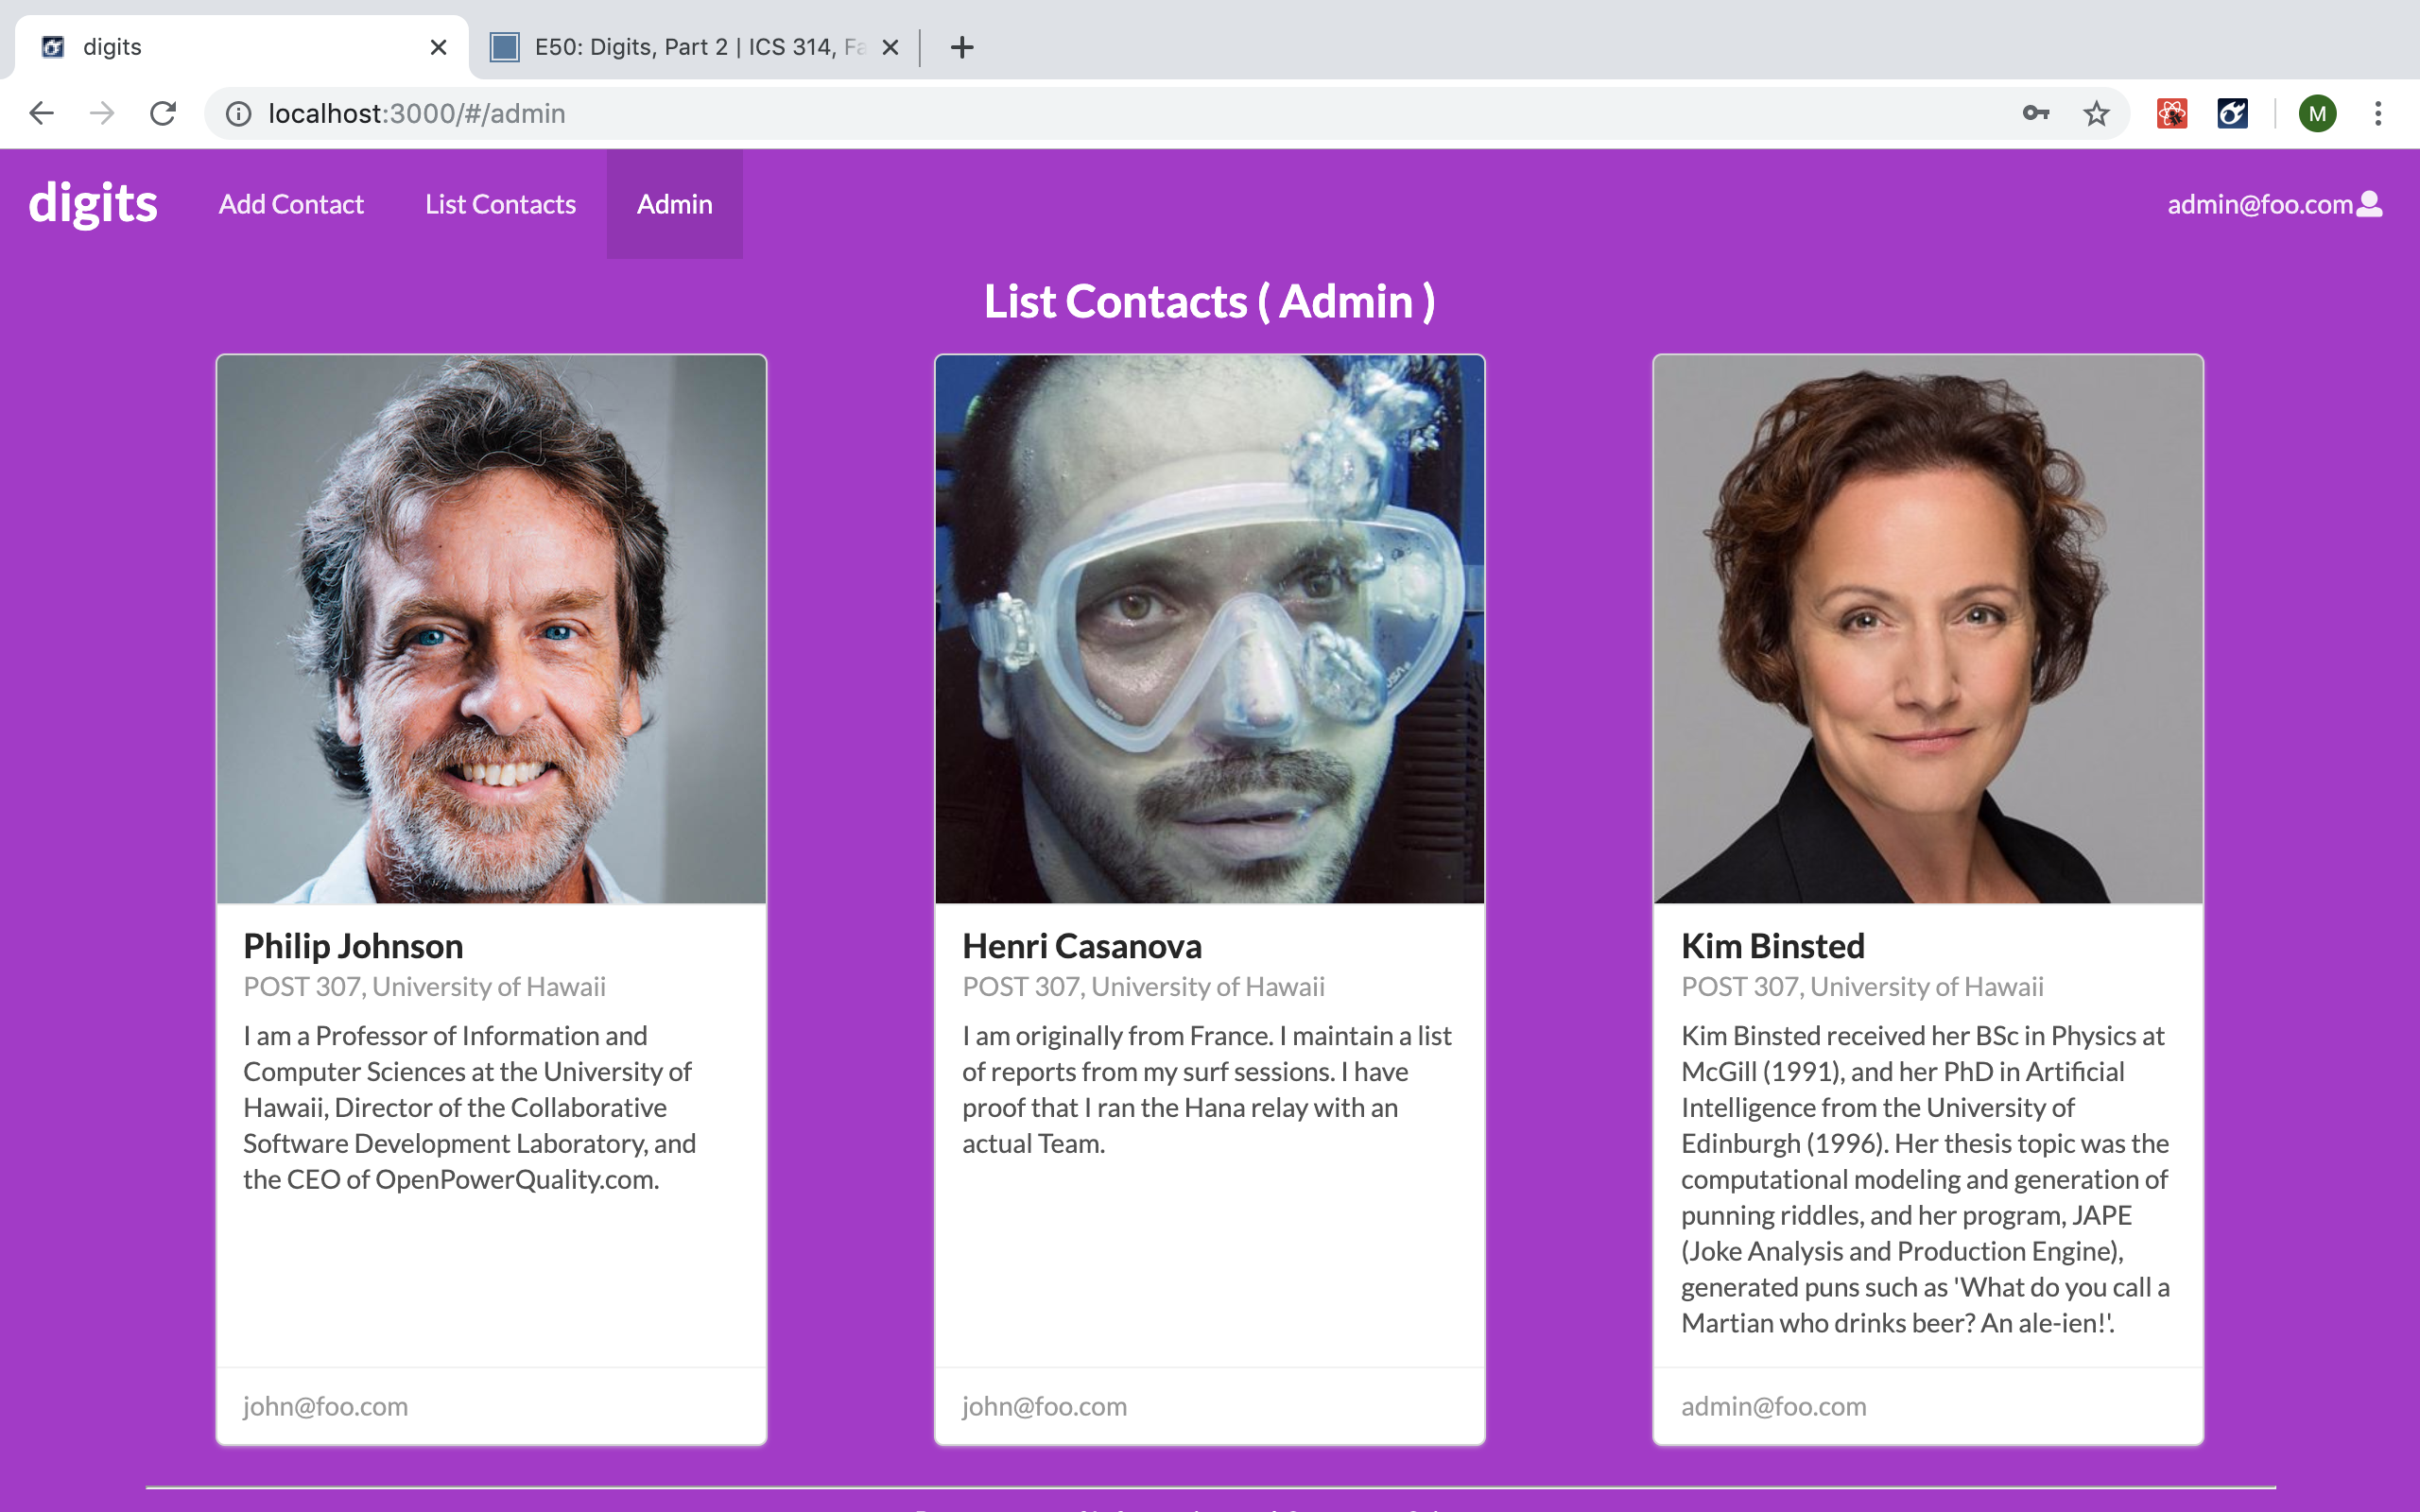 digits
E50: Digits, Part 2 | ICS 314, Fa
localhost:3000/#/admin
M
digits
Add Contact
List Contacts
Admin
admin@foo.com
List Contacts ( Admin )
Philip Johnson
POST 307, University of Hawaii
I am a Professor of Information and
Computer Sciences at the University of
Hawaii, Director of the Collaborative
Software Development Laboratory, and
the CEO of OpenPowerQuality.com.
john@foo.com
Henri Casanova
POST 307, University of Hawaii
I am originally from France. I maintain a list
of reports from my surf sessions. I have
proof that I ran the Hana relay with an
actual Team.
john@foo.com
Kim Binsted
POST 307, University of Hawaii
Kim Binsted received her BSc in Physics at
McGill (1991), and her PhD in Artificial
Intelligence from the University of
Edinburgh (1996). Her thesis topic was the
computational modeling and generation of
punning riddles, and her program, JAPE
(Joke Analysis and Production Engine),
generated puns such as 'What do you call a
Martian who drinks beer? An ale-ien!'.
admin@foo.com